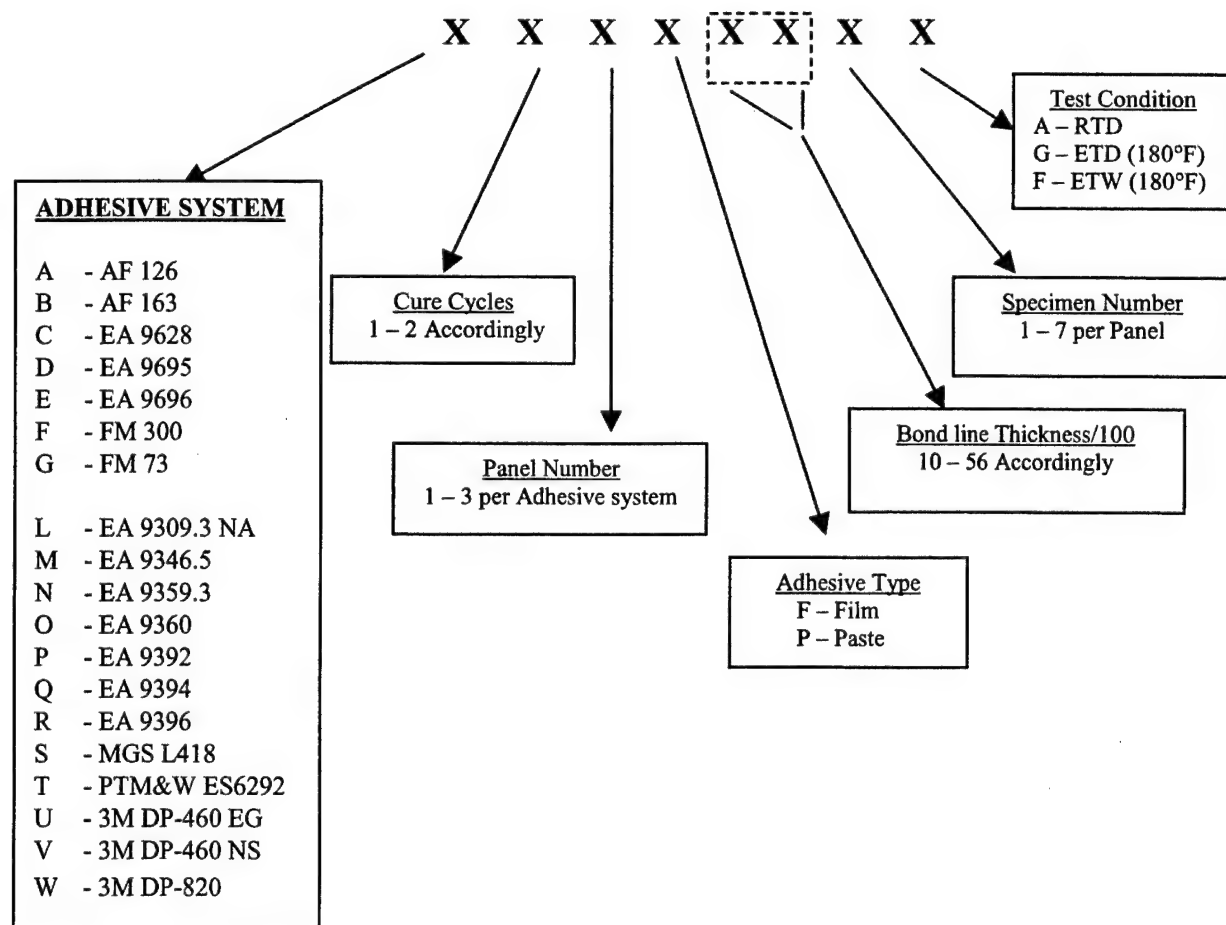 X X X X X X X X
Test Condition
A – RTD
G – ETD (180°F)
F – ETW (180°F)
ADHESIVE SYSTEM
A - AF 126
B - AF 163
C - EA 9628
D - EA 9695
E - EA 9696
F - FM 300
G - FM 73
L - EA 9309.3 NA
M - EA 9346.5
N - EA 9359.3
O - EA 9360
P - EA 9392
Q - EA 9394
R - EA 9396
S - MGS L418
T - PTM&W ES6292
U - 3M DP-460 EG
V - 3M DP-460 NS
W - 3M DP-820
Cure Cycles
1 – 2 Accordingly
Panel Number
1 – 3 per Adhesive system
Adhesive Type
F – Film
P – Paste
Bond line Thickness/100
10 – 56 Accordingly
Specimen Number
1 – 7 per Panel